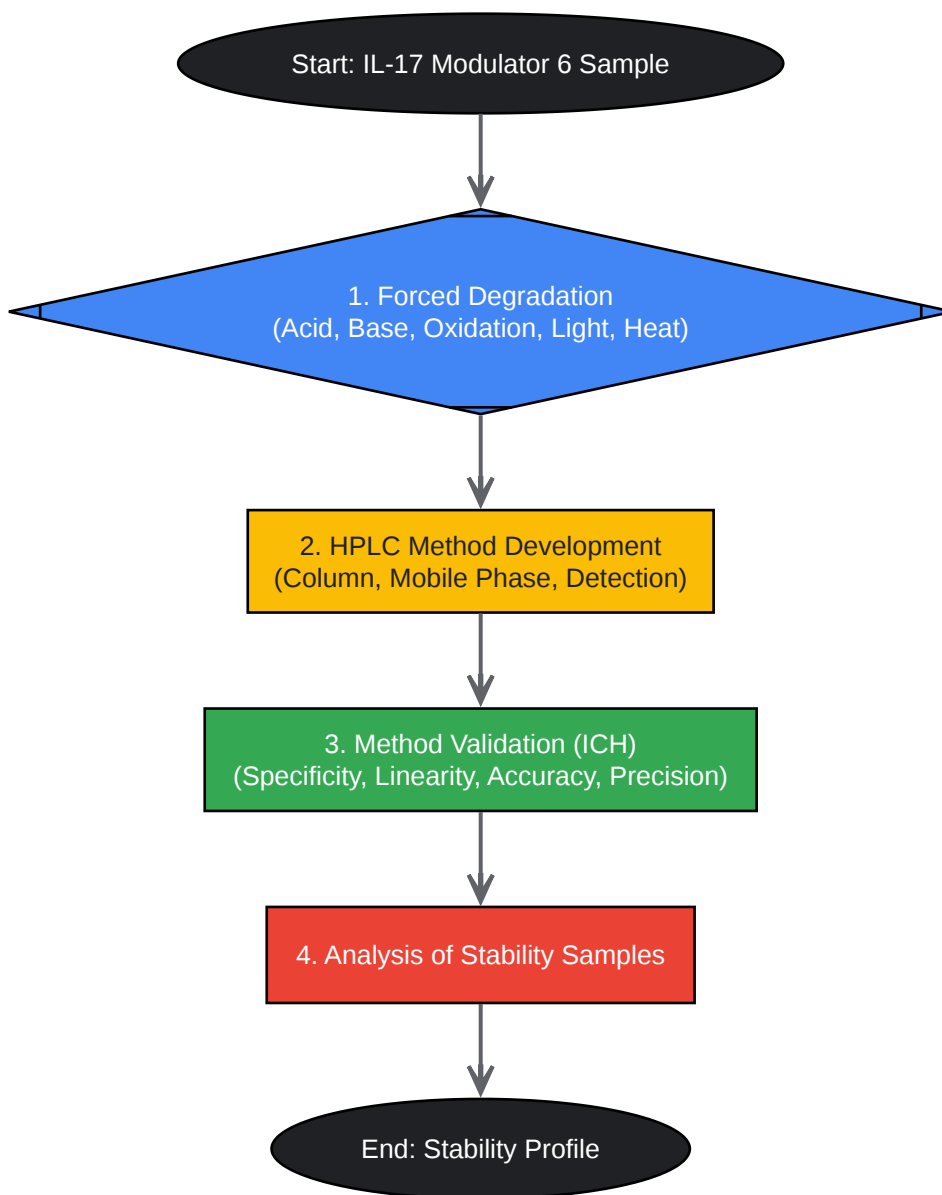 Start: IL-17 Modulator 6 Sample
1. Forced Degradation
(Acid, Base, Oxidation, Light, Heat)
2. HPLC Method Development
(Column, Mobile Phase, Detection)
3. Method Validation (ICH)
(Specificity, Linearity, Accuracy, Precision)
4. Analysis of Stability Samples
End: Stability Profile